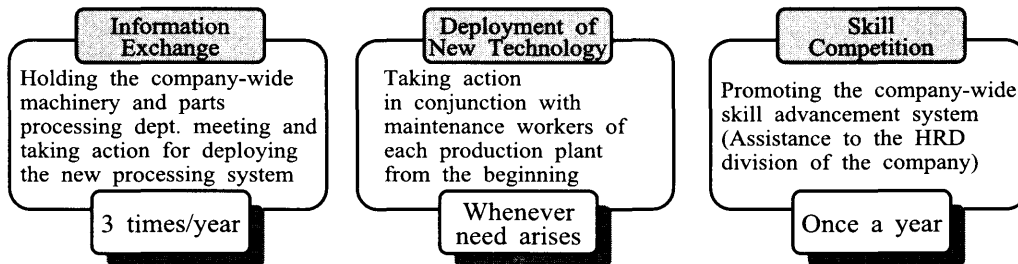 Information
Exchange
Holding the company-wide
machinery and parts
processing dept. meeting and
taking action for deploying
the new processing system
3 times/year
Deployment of
New Technology
Taking action
in conjunction with
maintenance workers of
each production plant
from the beginning
Whenever
need arises
Skill
Competition
Promoting the company-wide
skill advancement system
(Assistance to the HRD
division of the company)
Once a year